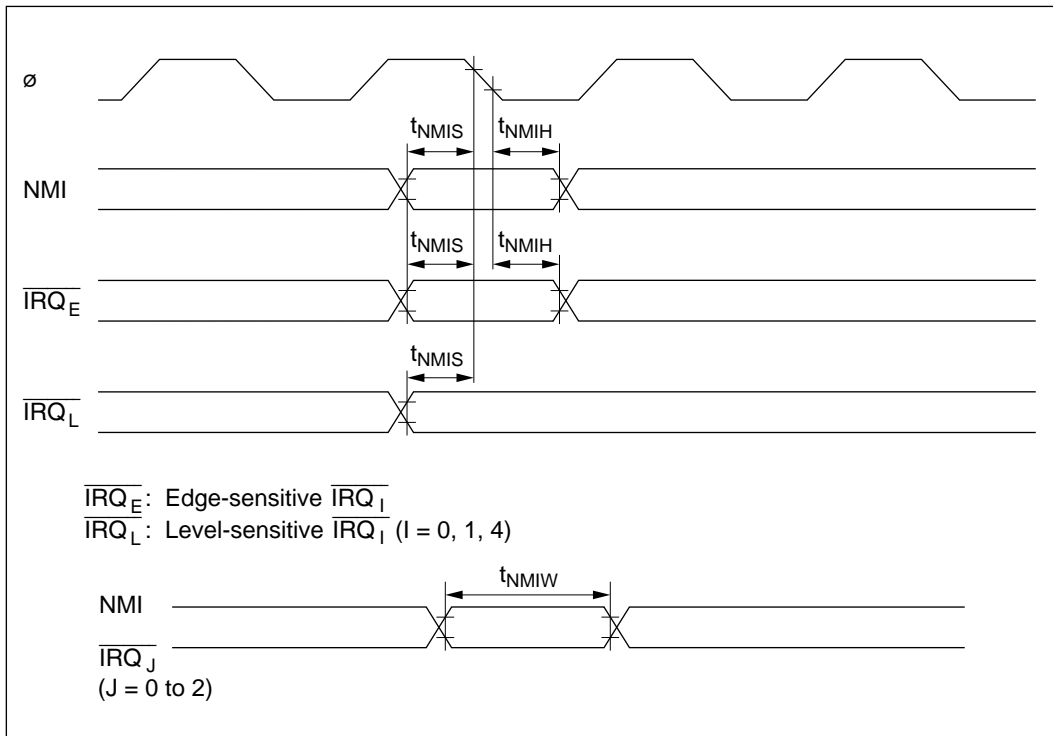 ø
tNMIS tNMIH
NMI
tNMIS tNMIH
IRQE
tNMIS
IRQL
IRQE: Edge-sensitive IRQI
IRQL: Level-sensitive IRQI (I = 0, 1, 4)
tNMIW
NMI
IRQJ
(J = 0 to 2)